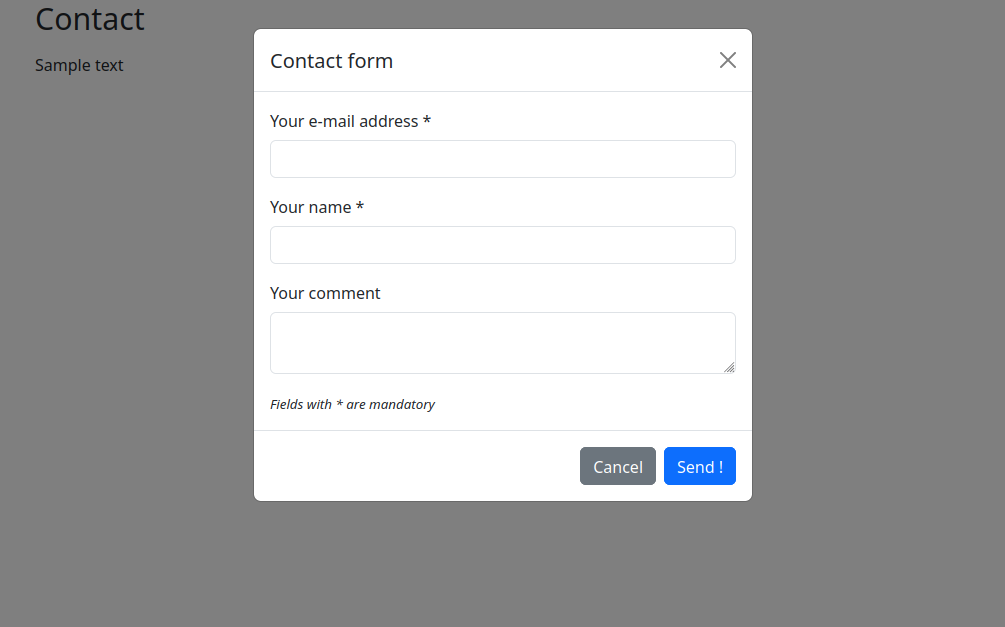 Contact
Sample text
Contact form
Your e-mail address *
Your name *
Your comment
Fields with * are mandatory
Cancel
Send !